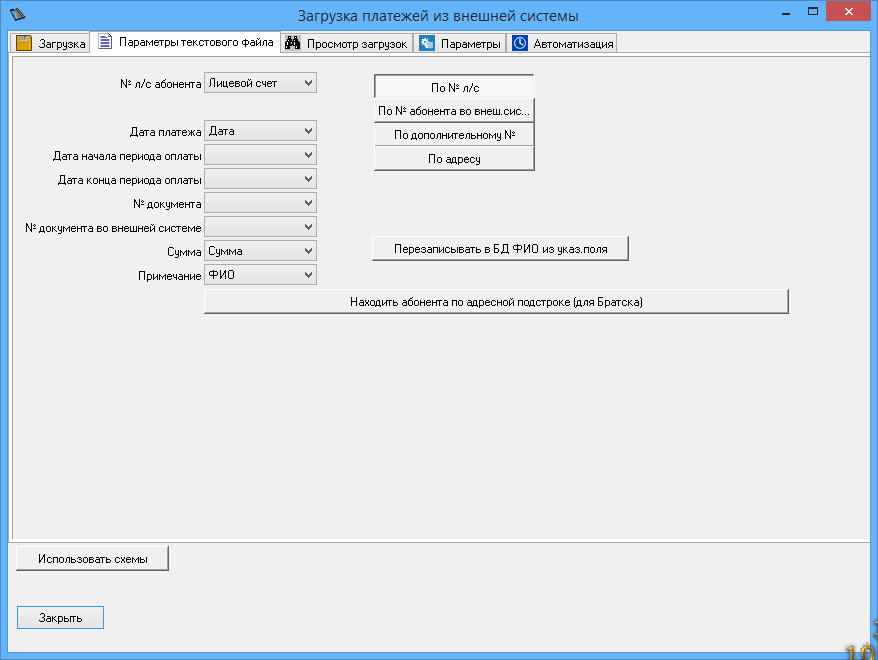 Загрузка платежей из внешней системы
Загрузка
Параметры текстового файла
Просмотр загрузок
Параметры
Автоматизация
№ л/с абонента
Лицевой счет
По № л/с
По № абонента во внеш.сис...
Дата платежа
Дата
По дополнительному №
Дата начала периода оплаты
По адресу
Дата конца периода оплаты
№ документа
№ документа во внешней системе
Сумма
Сумма
Перезаписывать в БД ФИО из указ.поля
Примечание
ФИО
Находить абонента по адресной подстроке (для Братска)
Использовать схемы
Закрыть